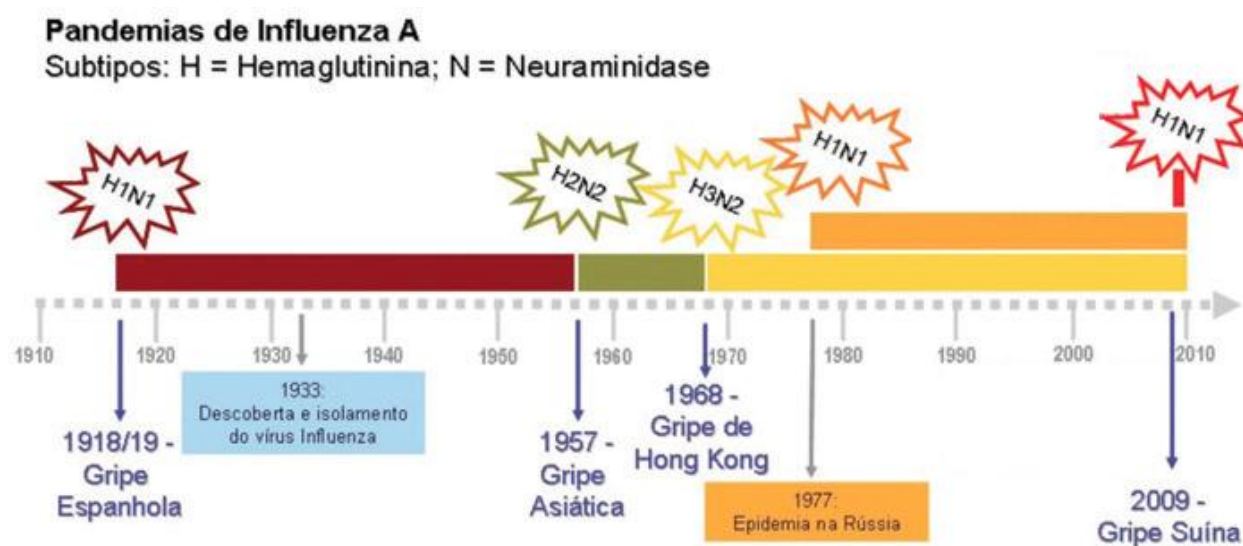 Pandemias de Influenza A
Subtipos: H = Hemaglutinina; N = Neuraminidase
H1N1
H2N2
H3N2
H1N1
H1N1
1910
1920
1930
1940
1950
1960
1970
1980
1990
2000
2010
1918/19 -
Gripe
Espanhola
1933:
Descoberta e isolamento
do vírus Influenza
1957 -
Gripe
Asiática
1968 -
Gripe de
Hong Kong
1977:
Epidemia na Rússia
2009 -
Gripe Suína